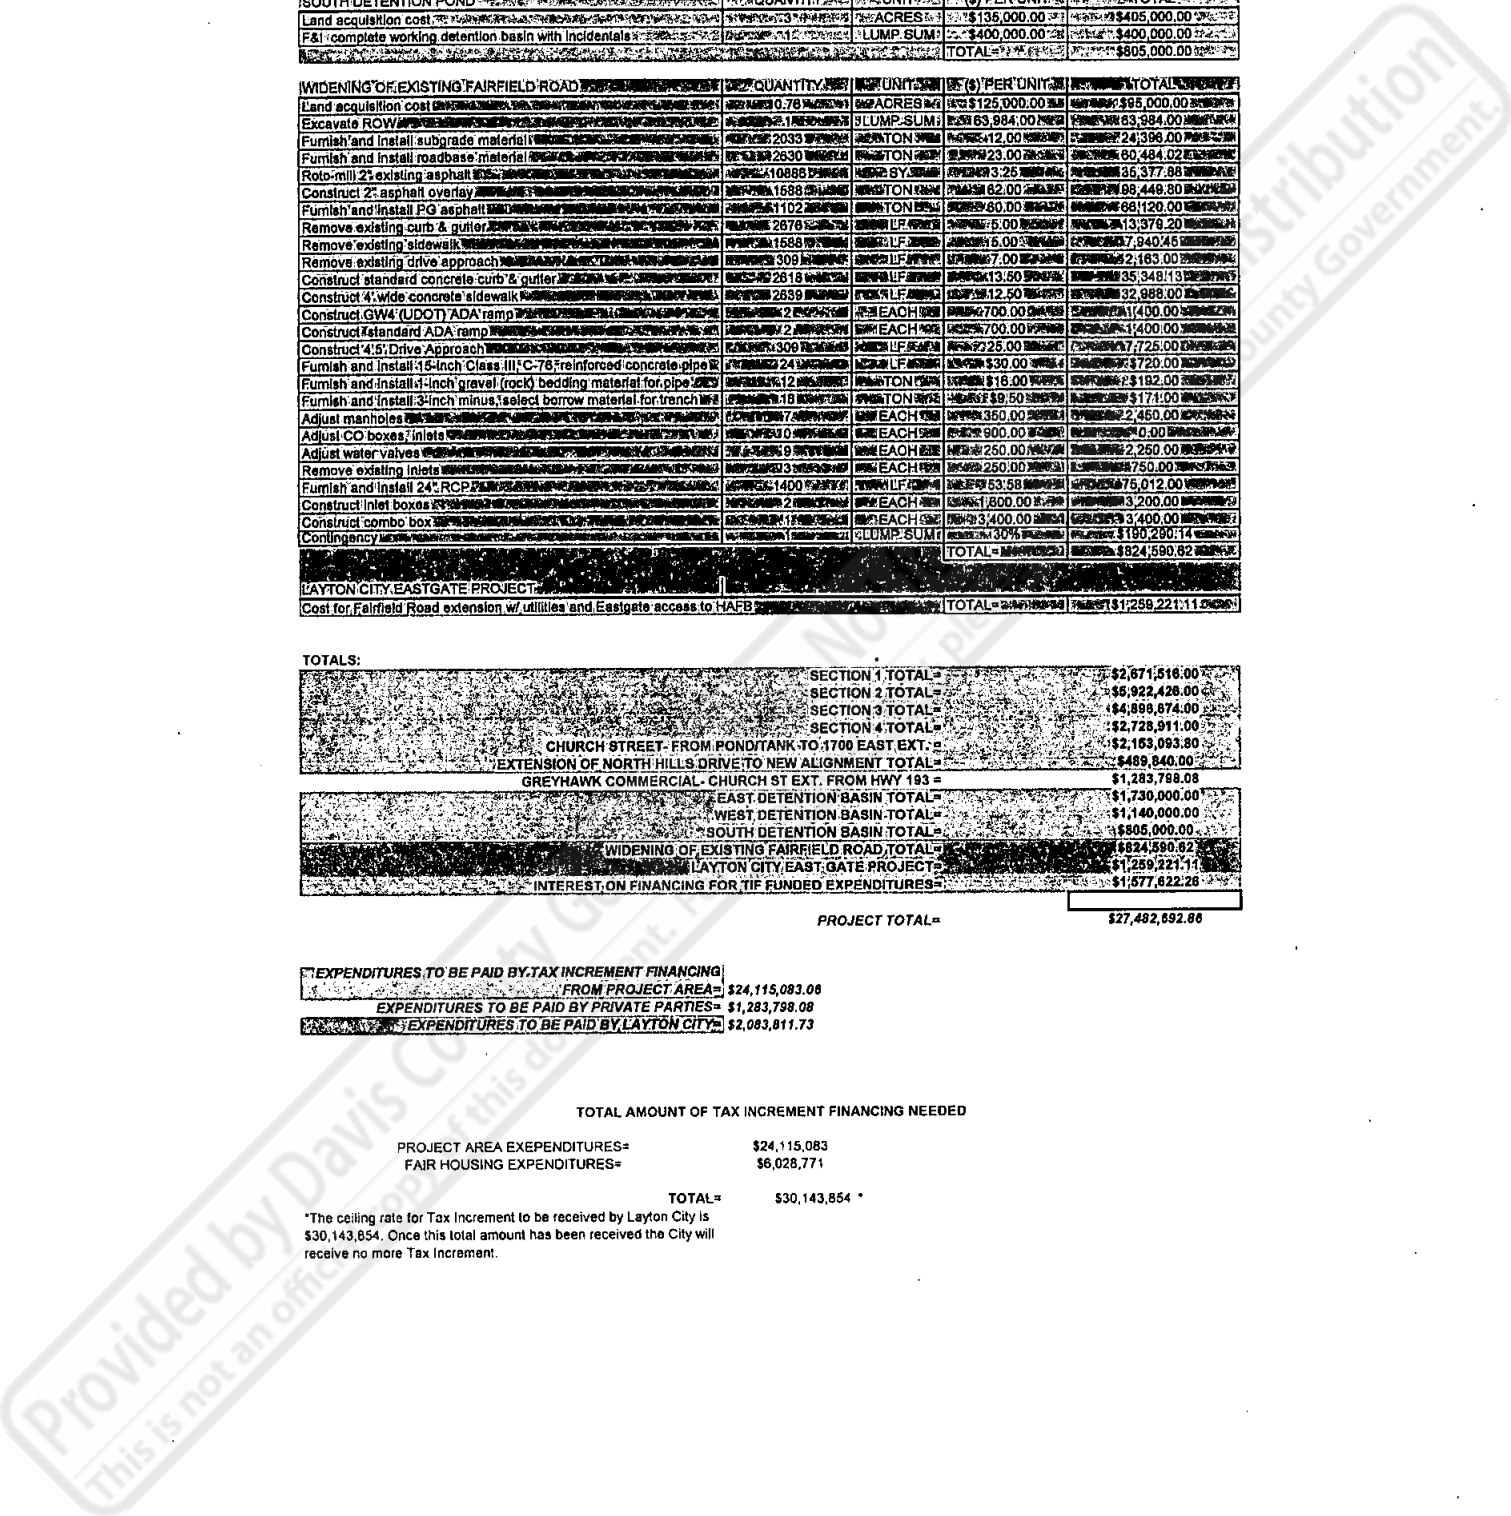 SOUTH DETENTION POND QUANTITY UNIT ($) PER UNIT TOTAL
Land acquisition cost 3 ACRES $135,000.00 $405,000.00
F&I complete working detention basin with incidentals 1 LUMP SUM $400,000.00 $400,000.00
TOTAL= $805,000.00
WIDENING OF EXISTING FAIRFIELD ROAD QUANTITY UNIT ($) PER UNIT TOTAL
Land acquisition cost 0.76 ACRES $125,000.00 $95,000.00
Excavate ROW 1 LUMP SUM 63,984.00 63,984.00
Furnish and Install subgrade material 2033 TON 12.00 24,396.00
Furnish and install roadbase material 2630 TON 23.00 60,484.02
Roto-mill 2" existing asphalt 10886 SY 3.25 35,377.88
Construct 2" asphalt overlay 1588 TON 62.00 98,449.80
Furnish and Install PG asphalt 1102 TON 60.00 66,120.00
Remove existing curb & gutter 2676 LF 5.00 13,379.20
Remove existing sidewalk 1588 LF 5.00 7,940.45
Remove existing drive approach 309 LF 7.00 2,163.00
Construct standard concrete curb & gutter 2618 LF 13.50 35,348.13
Construct 4' wide concrete sidewalk 2639 LF 12.50 32,988.00
Construct GW4 (UDOT) ADA ramp 2 EACH 700.00 1,400.00
Construct standard ADA ramp 2 EACH 700.00 1,400.00
Construct 4.5' Drive Approach 309 LF 25.00 7,725.00
Furnish and Install 15-inch Class III, C-76, reinforced concrete pipe 24 LF $30.00 $720.00
Furnish and install 1-inch gravel (rock) bedding material for pipe 12 TON $16.00 $192.00
Furnish and Install 3-inch minus, select borrow material for trench 18 TON $9.50 $171.00
Adjust manholes 7 EACH 350.00 2,450.00
Adjust CO boxes, inlets 0 EACH 900.00 0.00
Adjust water valves 9 EACH 250.00 2,250.00
Remove existing inlets 3 EACH 250.00 750.00
Furnish and Install 24" RCP 1400 LF 53.58 75,012.00
Construct inlet boxes 2 EACH 1,600.00 3,200.00
Construct combo box 1 EACH 3,400.00 3,400.00
Contingency 1 LUMP SUM 30% $190,290.14
TOTAL= $824,590.62
LAYTON CITY EASTGATE PROJECT
Cost for Fairfield Road extension w/ utilities and Eastgate access to HAFB TOTAL= $1,259,221.11
TOTALS:
SECTION 1 TOTAL= $2,671,516.00
SECTION 2 TOTAL= $5,922,426.00
SECTION 3 TOTAL= $4,896,674.00
SECTION 4 TOTAL= $2,728,911.00
CHURCH STREET- FROM POND/TANK TO 1700 EAST EXT. = $2,153,093.80
EXTENSION OF NORTH HILLS DRIVE TO NEW ALIGNMENT TOTAL= $489,840.00
GREYHAWK COMMERCIAL- CHURCH ST EXT. FROM HWY 193 = $1,283,798.08
EAST DETENTION BASIN TOTAL= $1,730,000.00
WEST DETENTION BASIN TOTAL= $1,140,000.00
SOUTH DETENTION BASIN TOTAL= $805,000.00
WIDENING OF EXISTING FAIRFIELD ROAD TOTAL= $824,590.62
LAYTON CITY EAST GATE PROJECT= $1,259,221.11
INTEREST ON FINANCING FOR TIF FUNDED EXPENDITURES= $1,577,622.26
PROJECT TOTAL= $27,482,692.86
EXPENDITURES TO BE PAID BY TAX INCREMENT FINANCING
FROM PROJECT AREA= $24,115,083.06
EXPENDITURES TO BE PAID BY PRIVATE PARTIES= $1,283,798.08
EXPENDITURES TO BE PAID BY LAYTON CITY= $2,083,811.73
TOTAL AMOUNT OF TAX INCREMENT FINANCING NEEDED
PROJECT AREA EXEPENDITURES= $24,115,083
FAIR HOUSING EXPENDITURES= $6,028,771
TOTAL= $30,143,854 *
*The ceiling rate for Tax Increment to be received by Layton City is
$30,143,854. Once this total amount has been received the City will
receive no more Tax Increment.
Provided by Davis County Not stribution
This is not an official copy of this document. ple ounty Government.